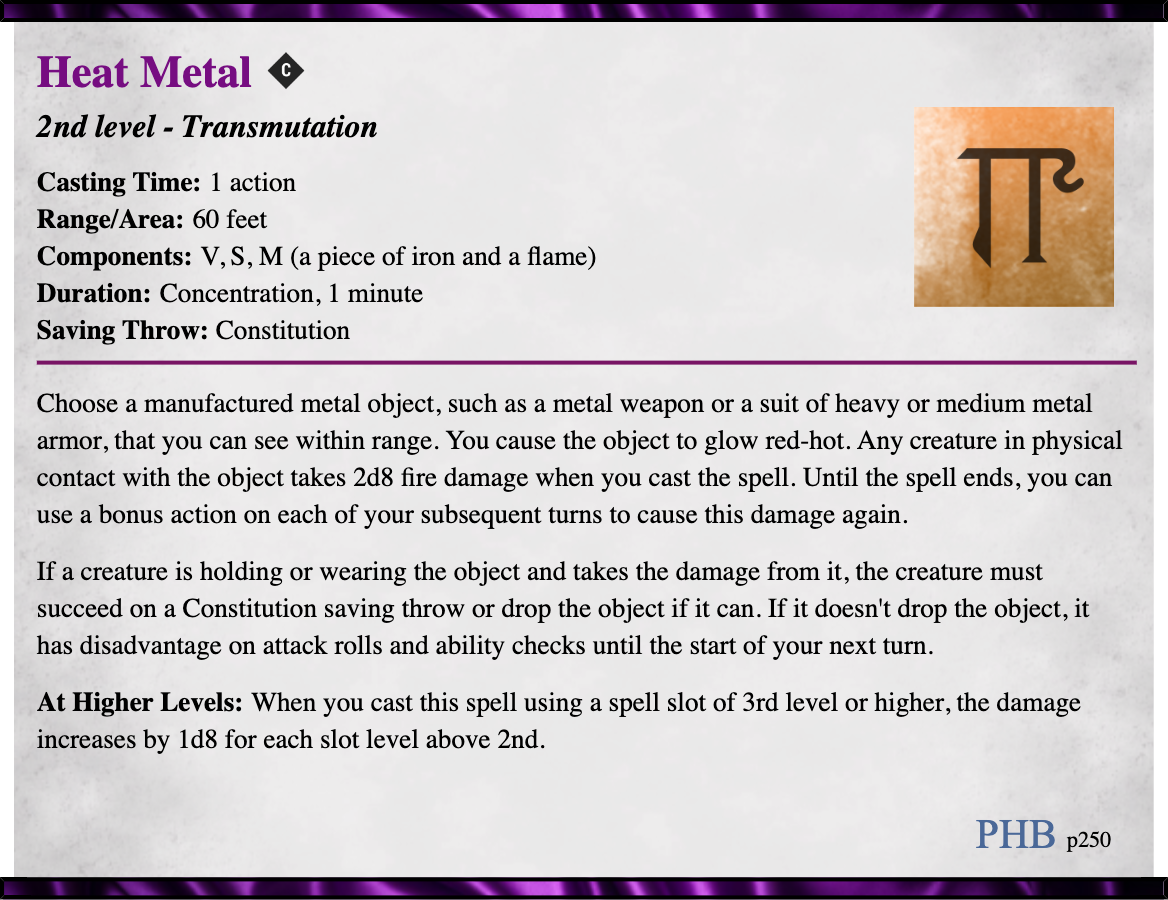 Heat Metal C
2nd level - Transmutation
Casting Time: 1 action
Range/Area: 60 feet
Components: V, S, M (a piece of iron and a flame)
Duration: Concentration, 1 minute
Saving Throw: Constitution
Choose a manufactured metal object, such as a metal weapon or a suit of heavy or medium metal
armor, that you can see within range. You cause the object to glow red-hot. Any creature in physical
contact with the object takes 2d8 fire damage when you cast the spell. Until the spell ends, you can
use a bonus action on each of your subsequent turns to cause this damage again.
If a creature is holding or wearing the object and takes the damage from it, the creature must
succeed on a Constitution saving throw or drop the object if it can. If it doesn't drop the object, it
has disadvantage on attack rolls and ability checks until the start of your next turn.
At Higher Levels: When you cast this spell using a spell slot of 3rd level or higher, the damage
increases by 1d8 for each slot level above 2nd.
PHB p250